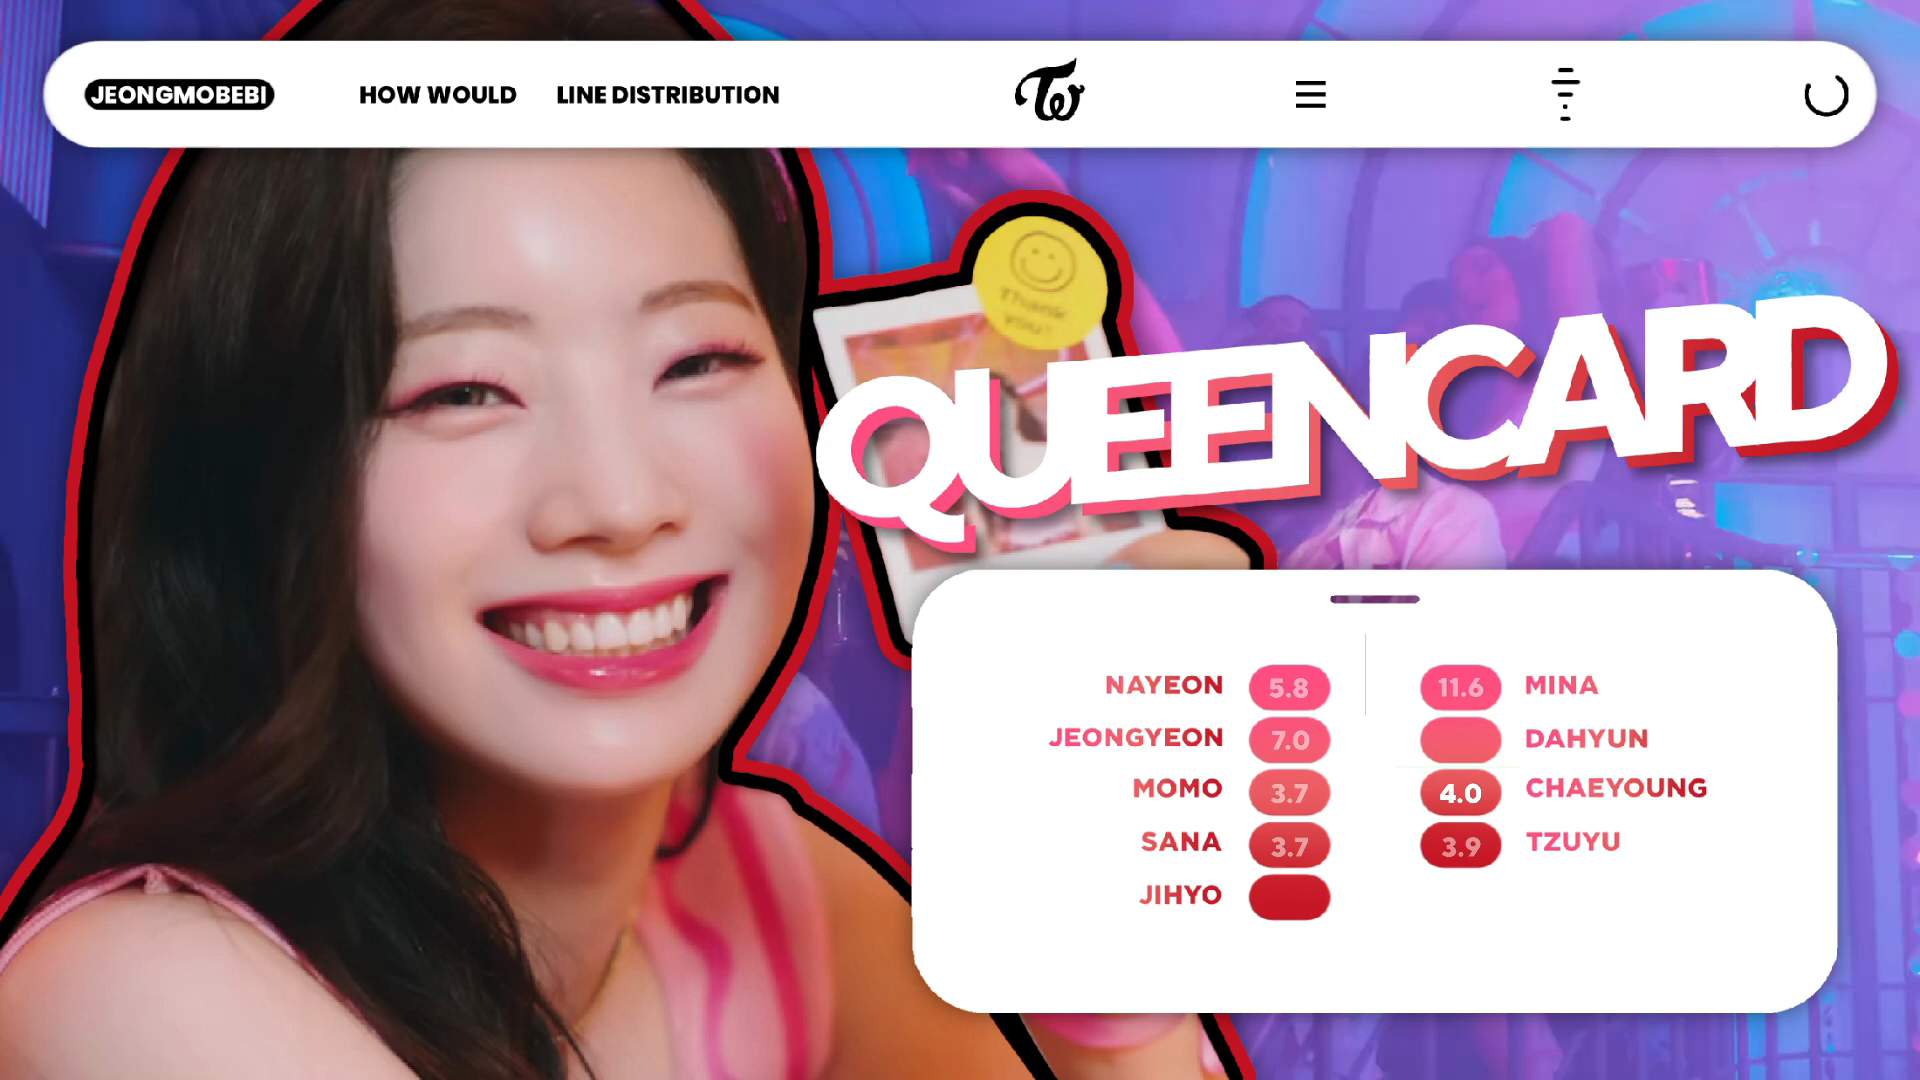 JEONGMOBEBI HOW WOULD LINE DISTRIBUTION TW
Thank
you!
QUEENCARD
NAYEON 5.8 11.6 MINA
JEONGYEON 7.0 DAHYUN
MOMO 3.7 4.0 CHAEYOUNG
SANA 3.7 3.9 TZUYU
JIHYO